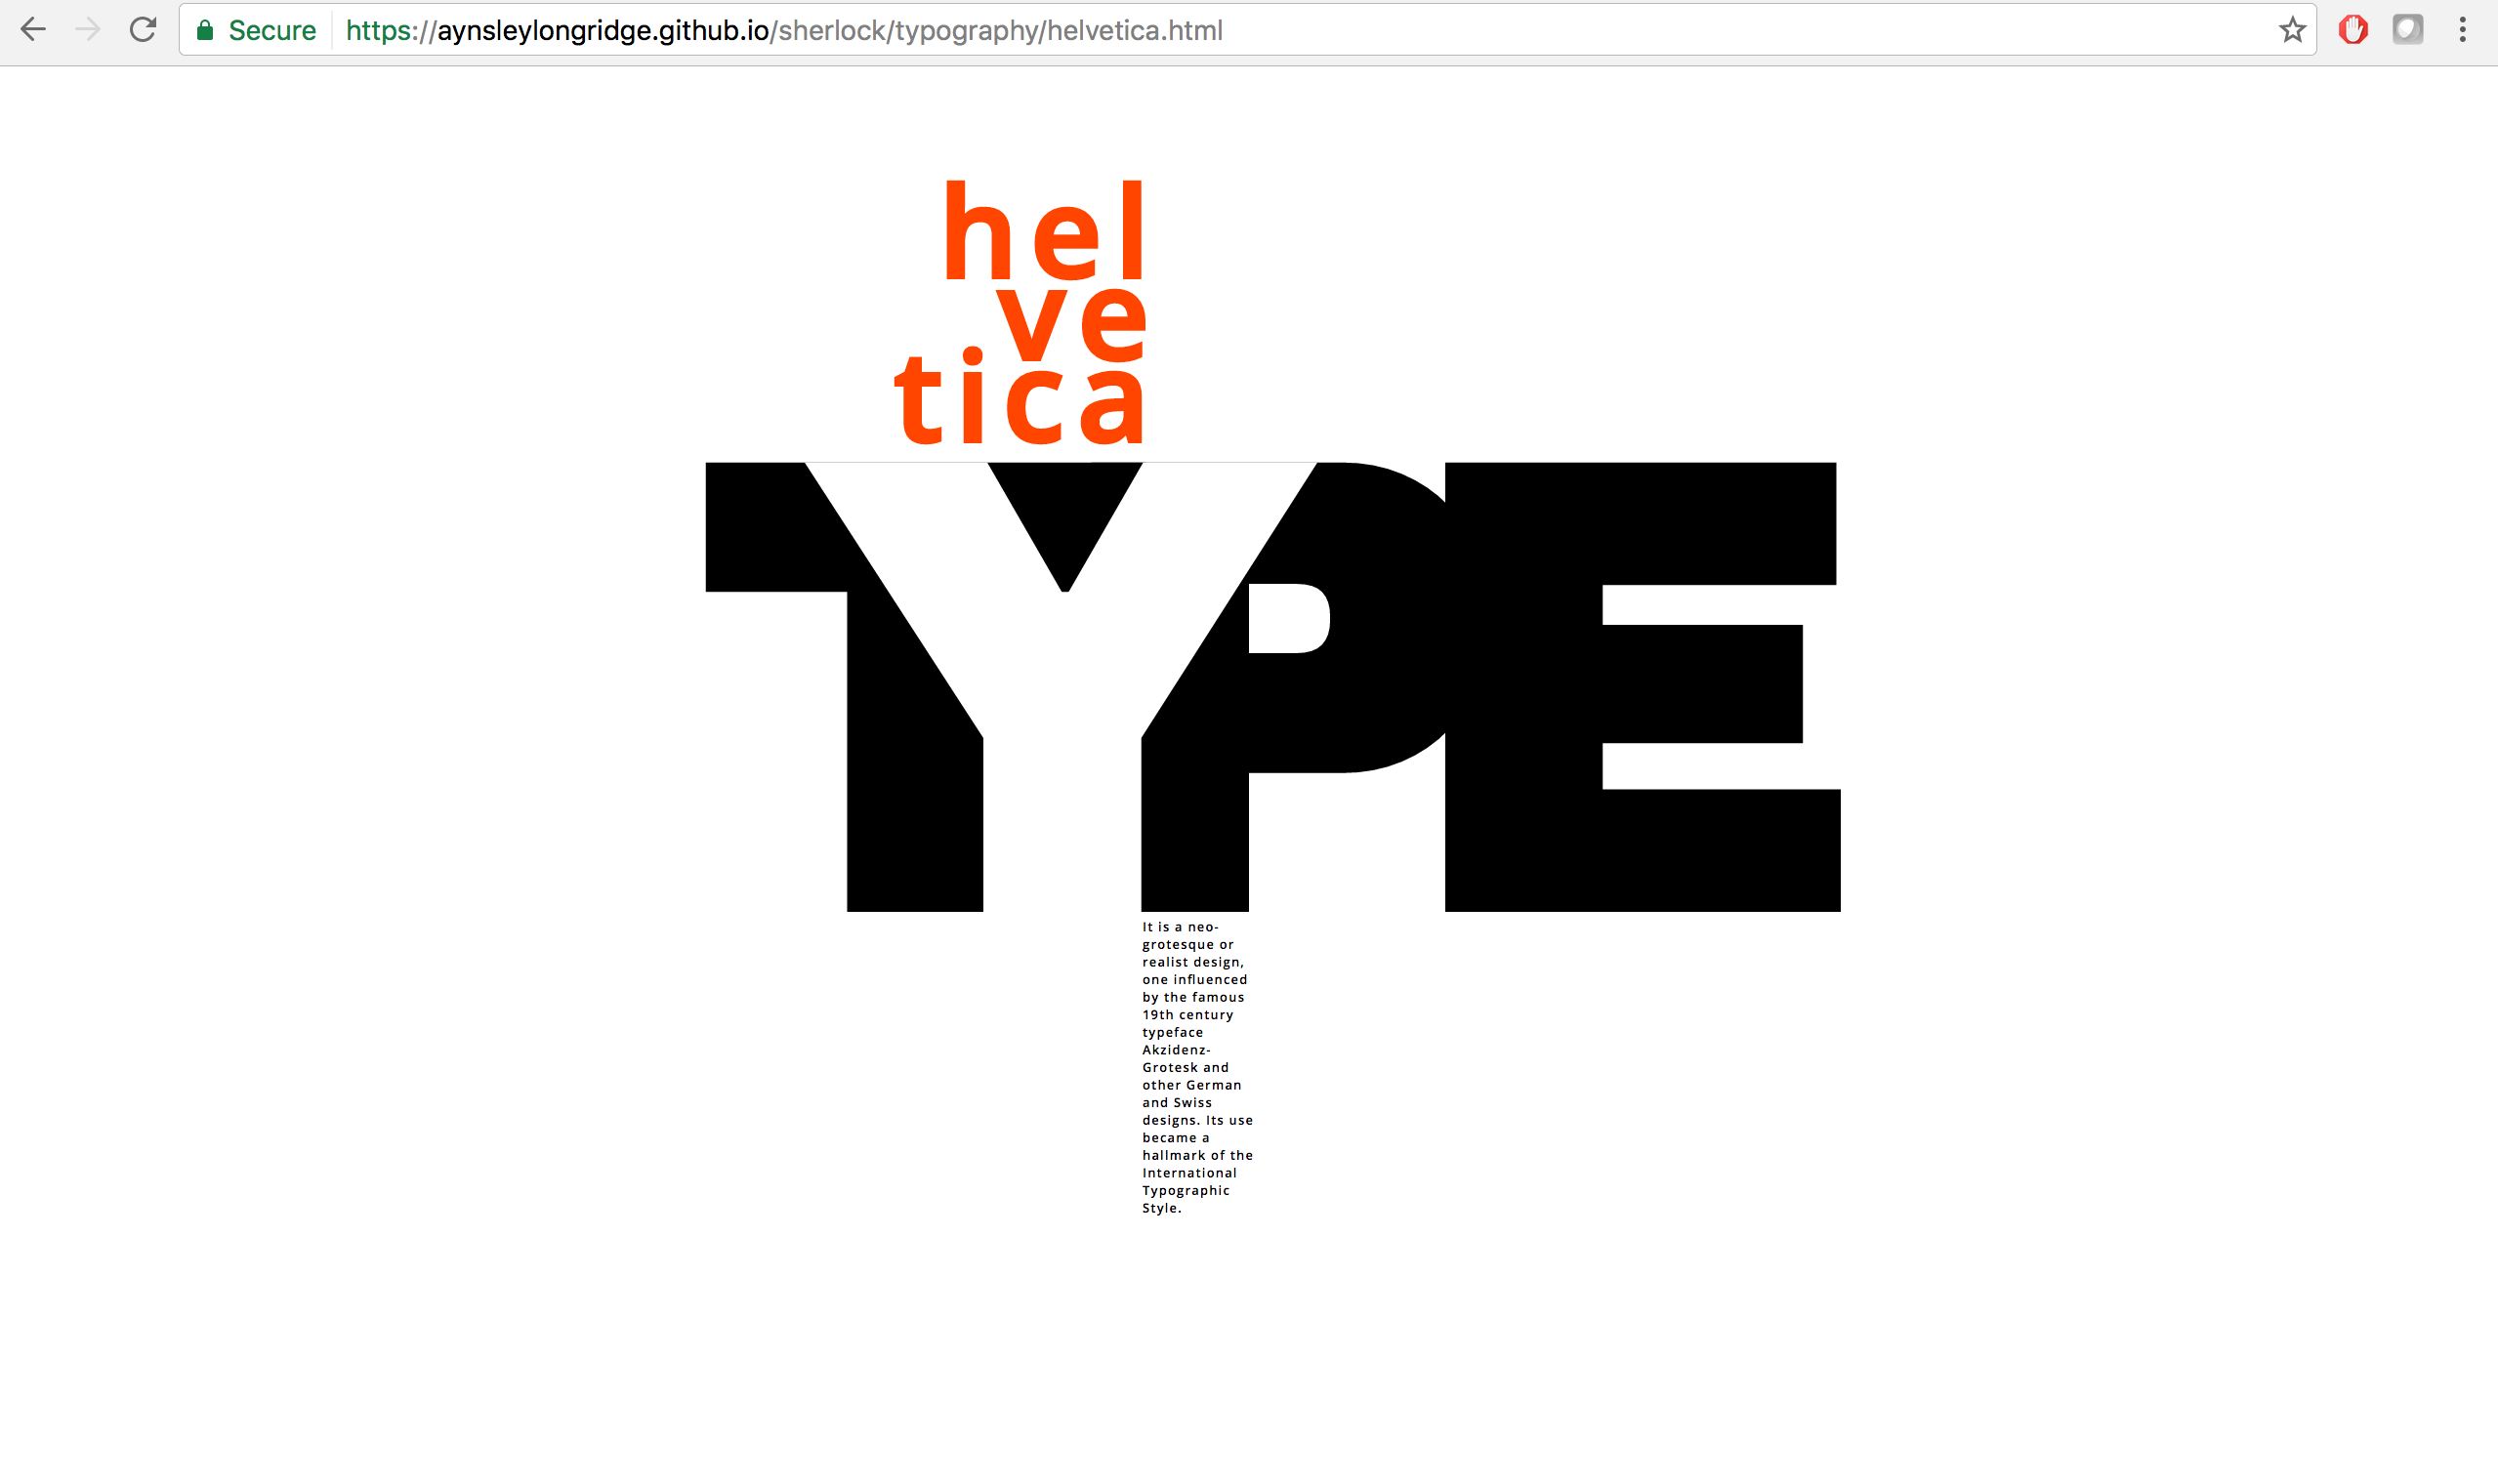 Secure https://aynsleylongridge.github.io/sherlock/typography/helvetica.html
hel
ve
tica
TYPE
It is a neo-
grotesque or
realist design,
one influenced
by the famous
19th century
typeface
Akzidenz-
Grotesk and
other German
and Swiss
designs. Its use
became a
hallmark of the
International
Typographic
Style.